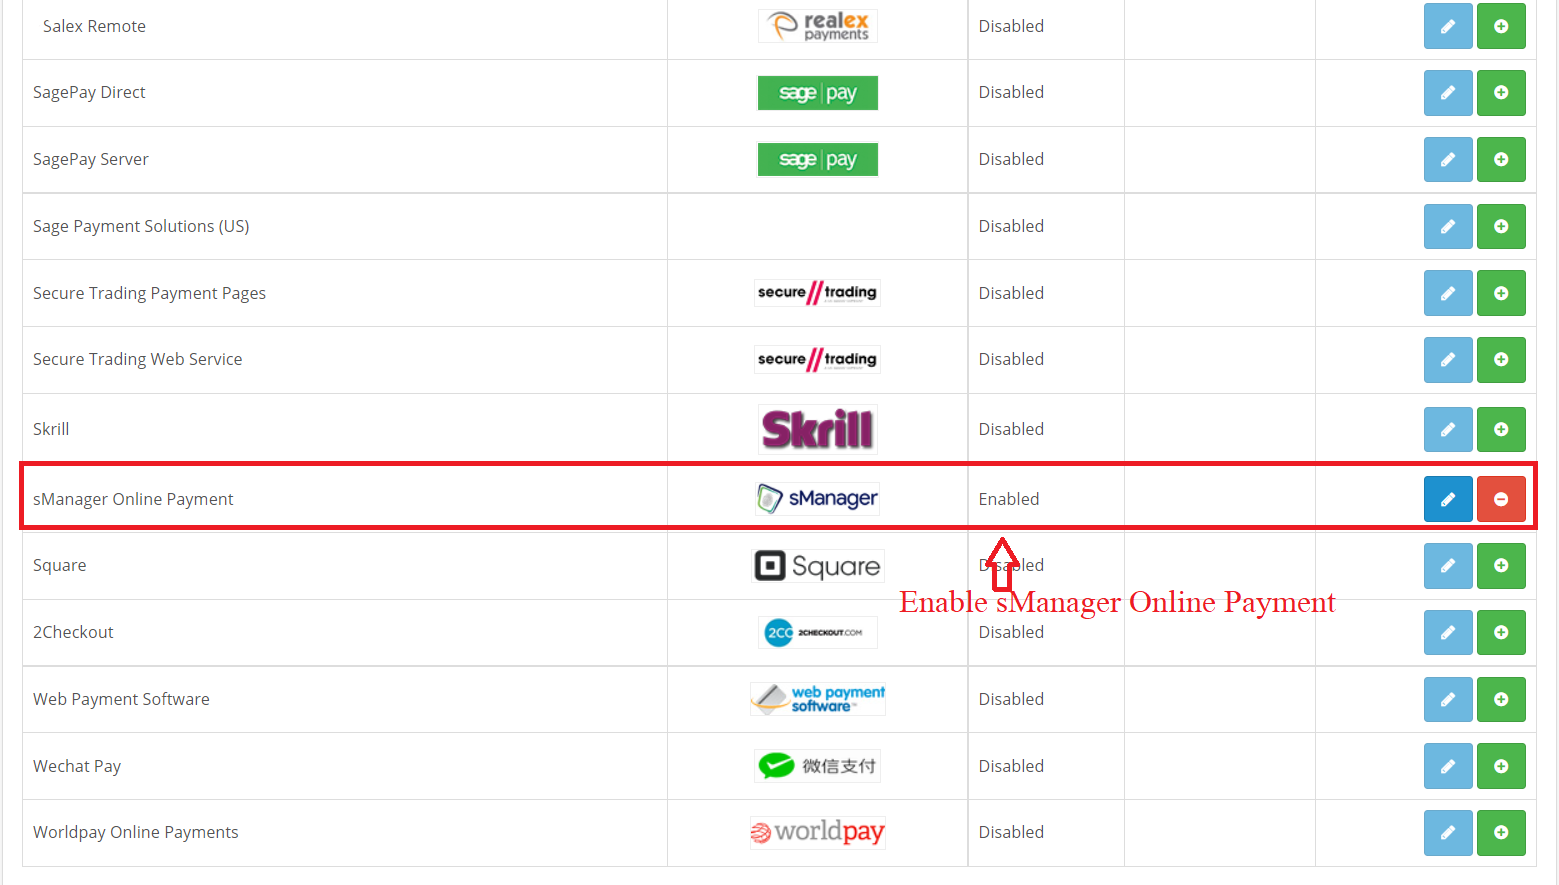 Salex Remote realex payments Disabled
SagePay Direct sage pay Disabled
SagePay Server sage pay Disabled
Sage Payment Solutions (US) Disabled
Secure Trading Payment Pages secure//trading Disabled
Secure Trading Web Service secure//trading Disabled
Skrill Skrill Disabled
sManager Online Payment sManager Enabled
Square Square Disabled
Enable sManager Online Payment
2Checkout 2CO 2CHECKOUT.COM Disabled
Web Payment Software web payment software™ Disabled
Wechat Pay 微信支付 Disabled
Worldpay Online Payments worldpay Disabled